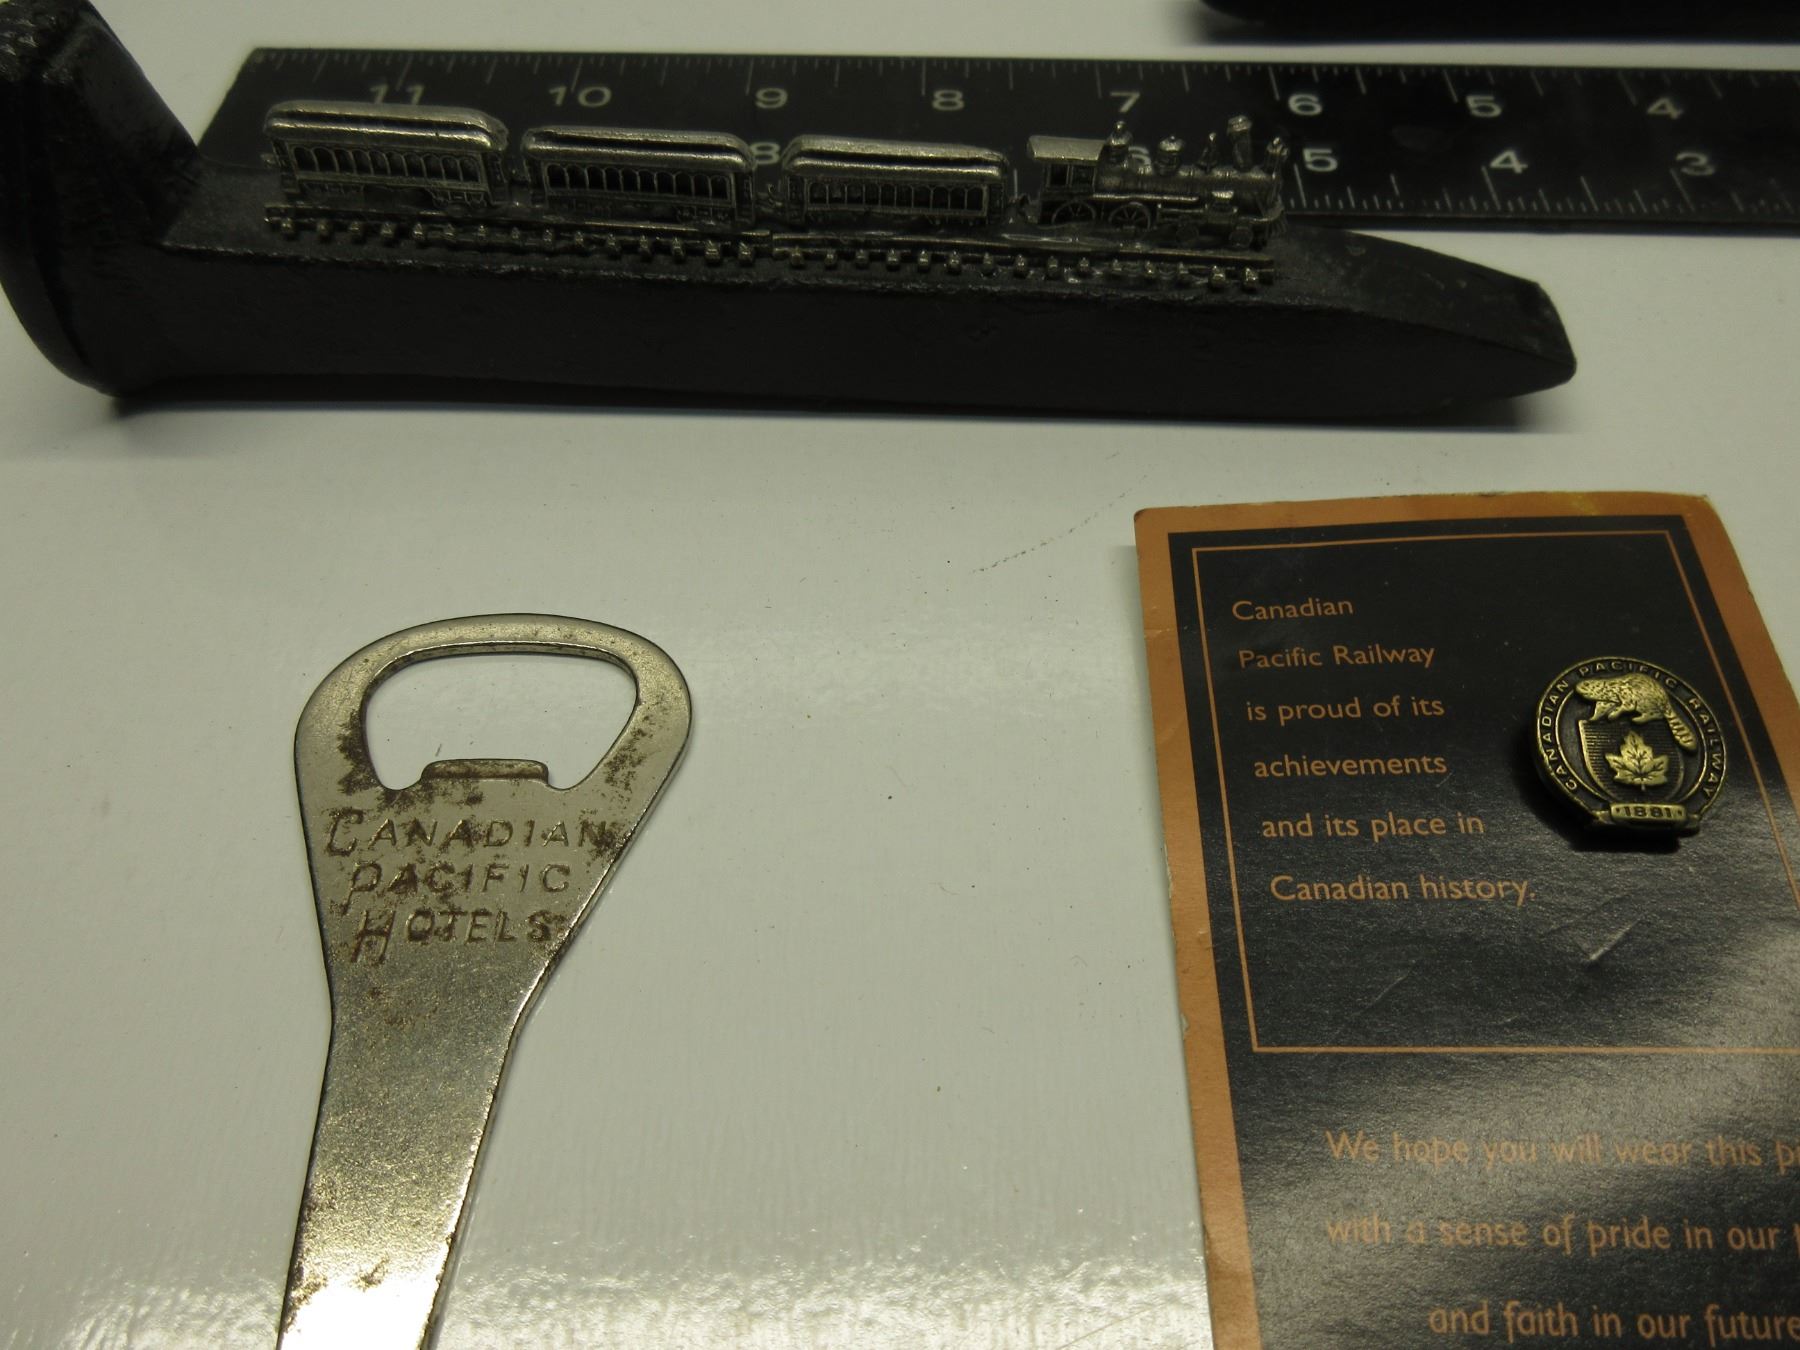 11 10 9 8 7 6 5 4
8 6 5 4 3
CANADIAN
PACIFIC
HOTELS
Canadian
Pacific Railway
is proud of its
achievements
and its place in
Canadian history.
CANADIAN PACIFIC RAILWAY
1881
We hope you will wear this
with a sense of pride in our
and faith in our future